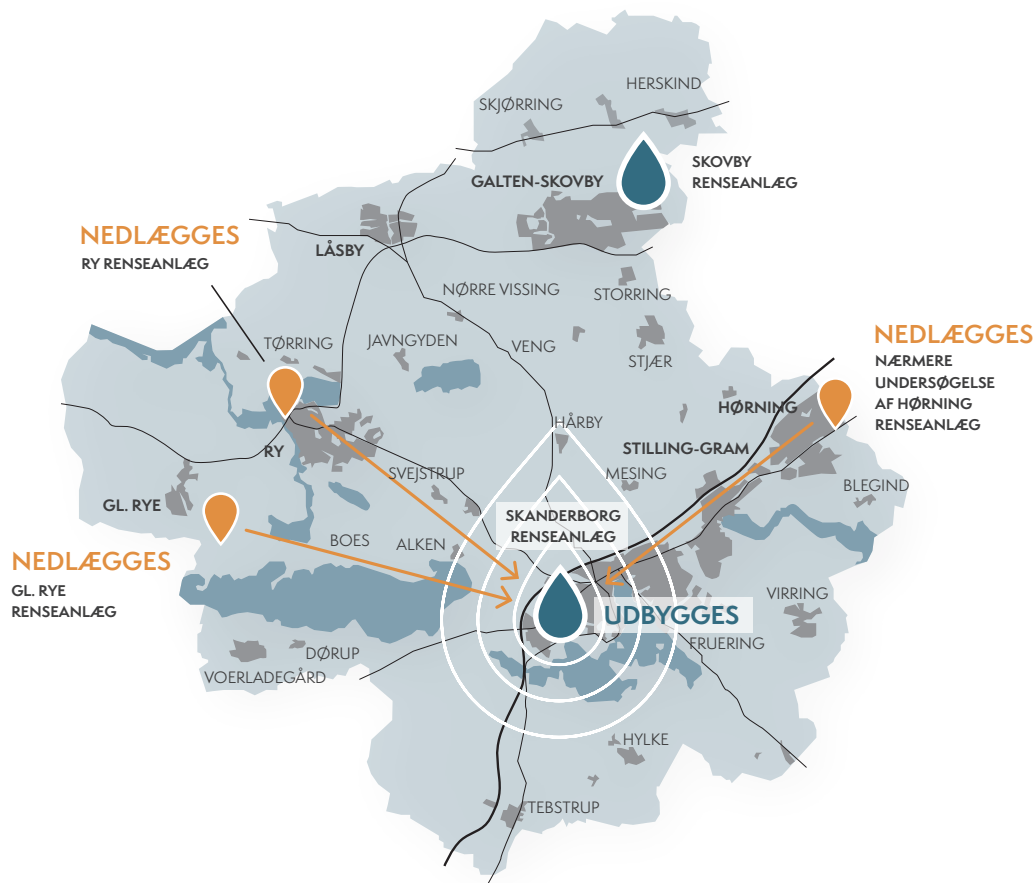 HERSKIND
SKJØRRING
SKOVBY
RENSEANLÆG
GALTEN-SKOVBY
NEDLÆGGES
RY RENSEANLÆG
LÅSBY
NØRRE VISSING
STORRING
TØRRING
JAVNGYDEN
VENG
STJÆR
NEDLÆGGES
NÆRMERE
UNDERSØGELSE
AF HØRNING
RENSEANLÆG
HØRNING
HÅRBY
STILLING-GRAM
RY
SVEJSTRUP
MESING
BLEGIND
GL. RYE
SKANDERBORG
RENSEANLÆG
BOES
ALKEN
NEDLÆGGES
GL. RYE
RENSEANLÆG
VIRRING
UDBYGGES
FRUERING
DØRUP
VOERLADEGÅRD
HYLKE
TEBSTRUP